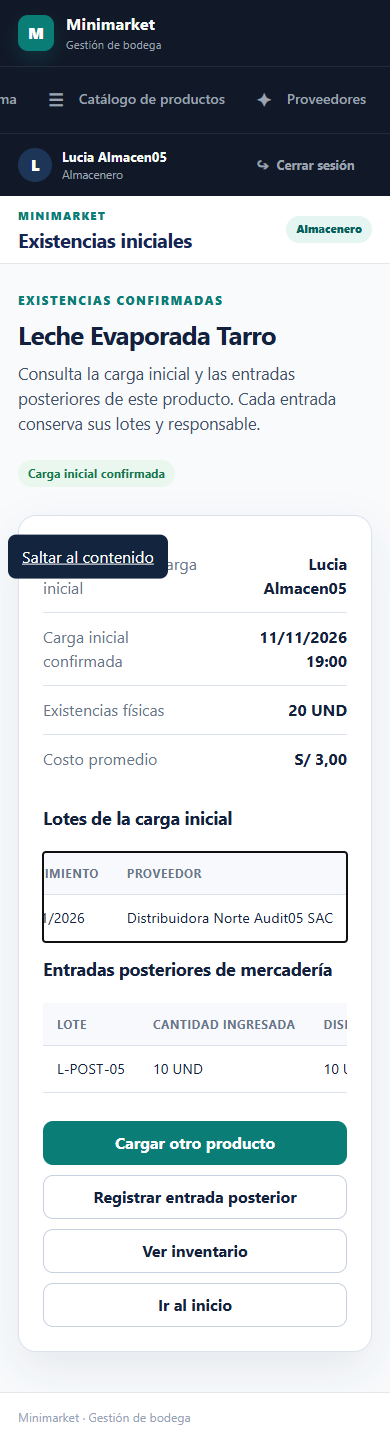 M
Minimarket
Gestión de bodega
ma
Catálogo de productos
Proveedores
L
Lucia Almacen05
Almacenero
Cerrar sesión
MINIMARKET
Existencias iniciales
Almacenero
EXISTENCIAS CONFIRMADAS
Leche Evaporada Tarro
Consulta la carga inicial y las entradas
posteriores de este producto. Cada entrada
conserva sus lotes y responsable.
Carga inicial confirmada
Saltar al contenido
arga
inicial
Lucia
Almacen05
Carga inicial
confirmada
11/11/2026
19:00
Existencias físicas
20 UND
Costo promedio
S/ 3,00
Lotes de la carga inicial
IMIENTO
PROVEEDOR
1/2026
Distribuidora Norte Audit05 SAC
Entradas posteriores de mercadería
LOTE
CANTIDAD INGRESADA
DIS
L-POST-05
10 UND
10
Cargar otro producto
Registrar entrada posterior
Ver inventario
Ir al inicio
Minimarket · Gestión de bodega